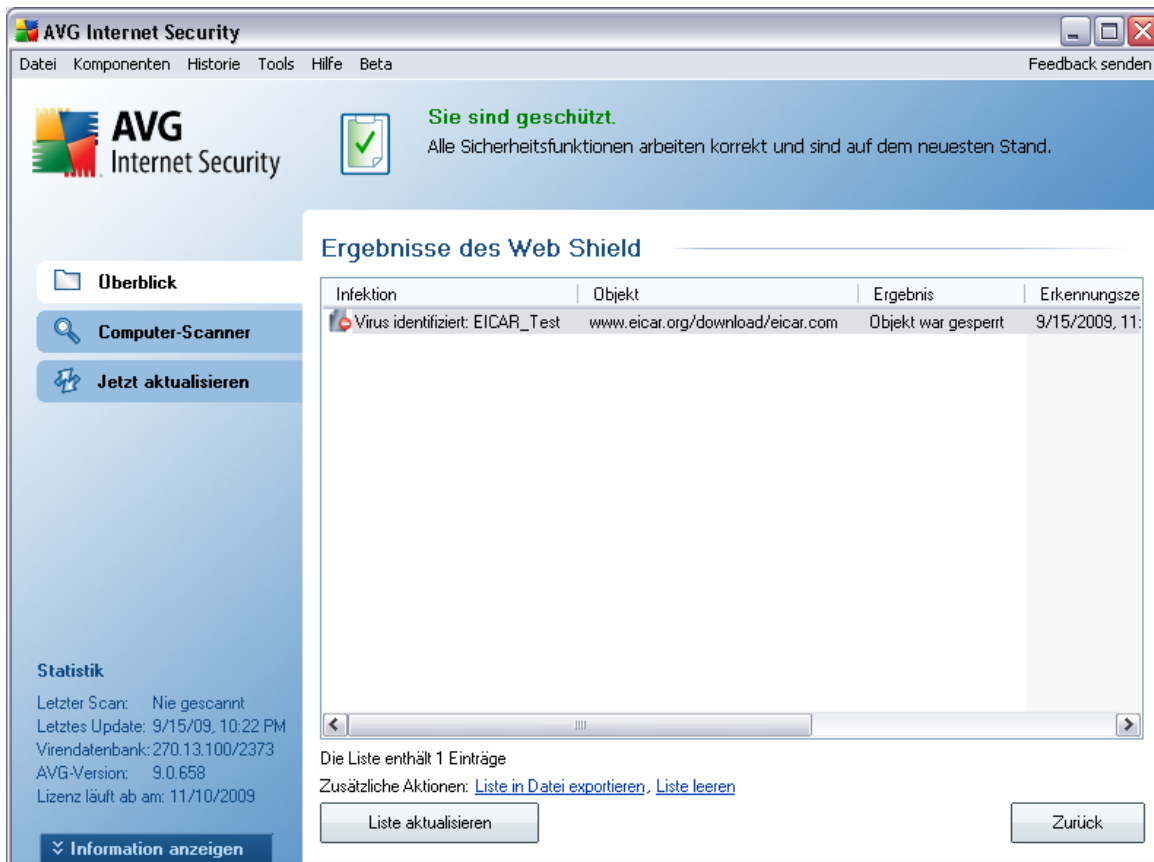 AVG Internet Security
Datei Komponenten Historie Tools Hilfe Beta Feedback senden
AVG
Internet Security
Sie sind geschützt.
Alle Sicherheitsfunktionen arbeiten korrekt und sind auf dem neuesten Stand.
Überblick
Computer-Scanner
Jetzt aktualisieren
Ergebnisse des Web Shield
Infektion Objekt Ergebnis Erkennungsze
Virus identifiziert: EICAR_Test www.eicar.org/download/eicar.com Objekt war gesperrt 9/15/2009, 11:
Statistik
Letzter Scan: Nie gescannt
Letztes Update: 9/15/09, 10:22 PM
Virendatenbank: 270.13.100/2373
AVG-Version: 9.0.658
Lizenz läuft ab am: 11/10/2009
Information anzeigen
Die Liste enthält 1 Einträge
Zusätzliche Aktionen: Liste in Datei exportieren, Liste leeren
Liste aktualisieren Zurück